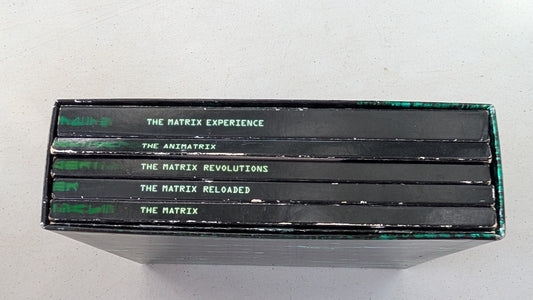 THE MATRIX EXPERIENCE
THE ANIMATRIX
THE MATRIX REVOLUTIONS
THE MATRIX RELOADED
THE MATRIX